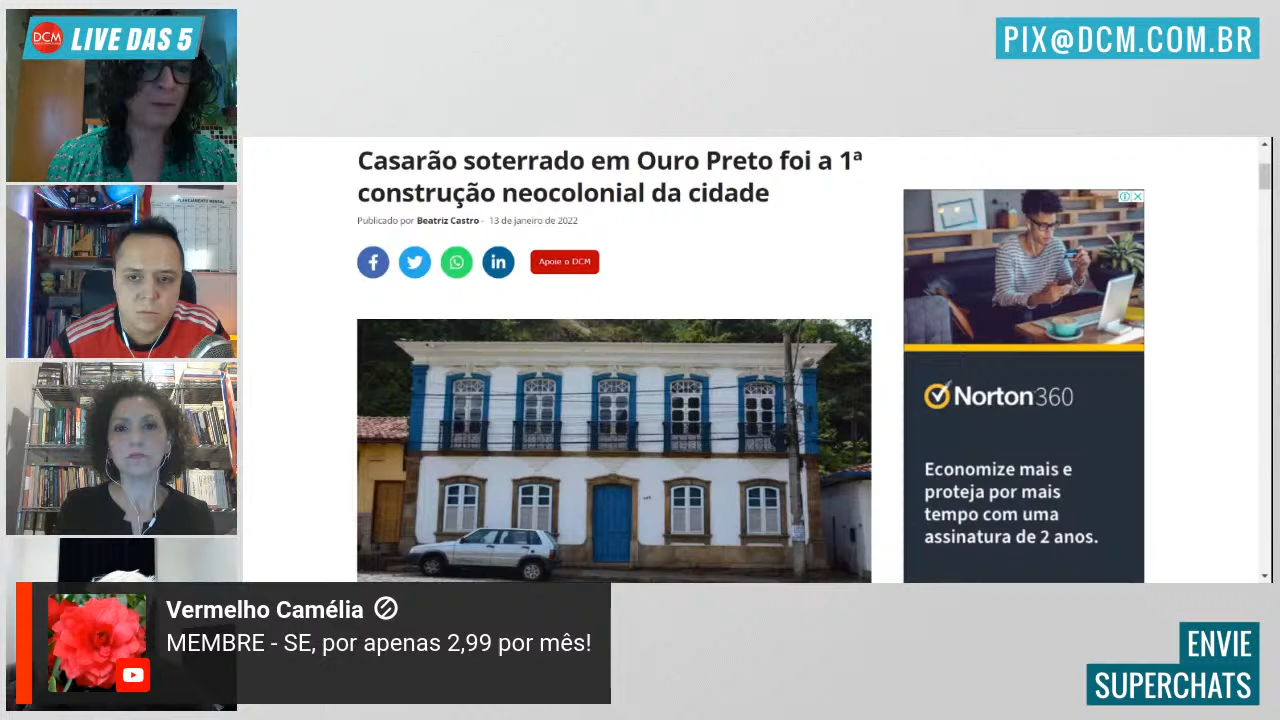 DCM LIVE DAS 5
PIX@DCM.COM.BR
PLANEJAMENTO MENSAL
Casarão soterrado em Ouro Preto foi a 1ª
construção neocolonial da cidade
Publicado por Beatriz Castro - 13 de janeiro de 2022
Apoie o DCM
Norton360
Economize mais e
proteja por mais
tempo com uma
assinatura de 2 anos.
Vermelho Camélia
MEMBRE - SE, por apenas 2,99 por mês!
ENVIE
SUPERCHATS